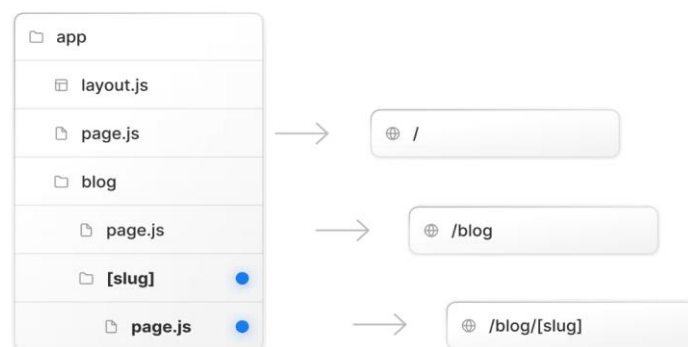 app
layout.js
page.js
/
blog
page.js
/blog
[slug]
page.js
/blog/[slug]